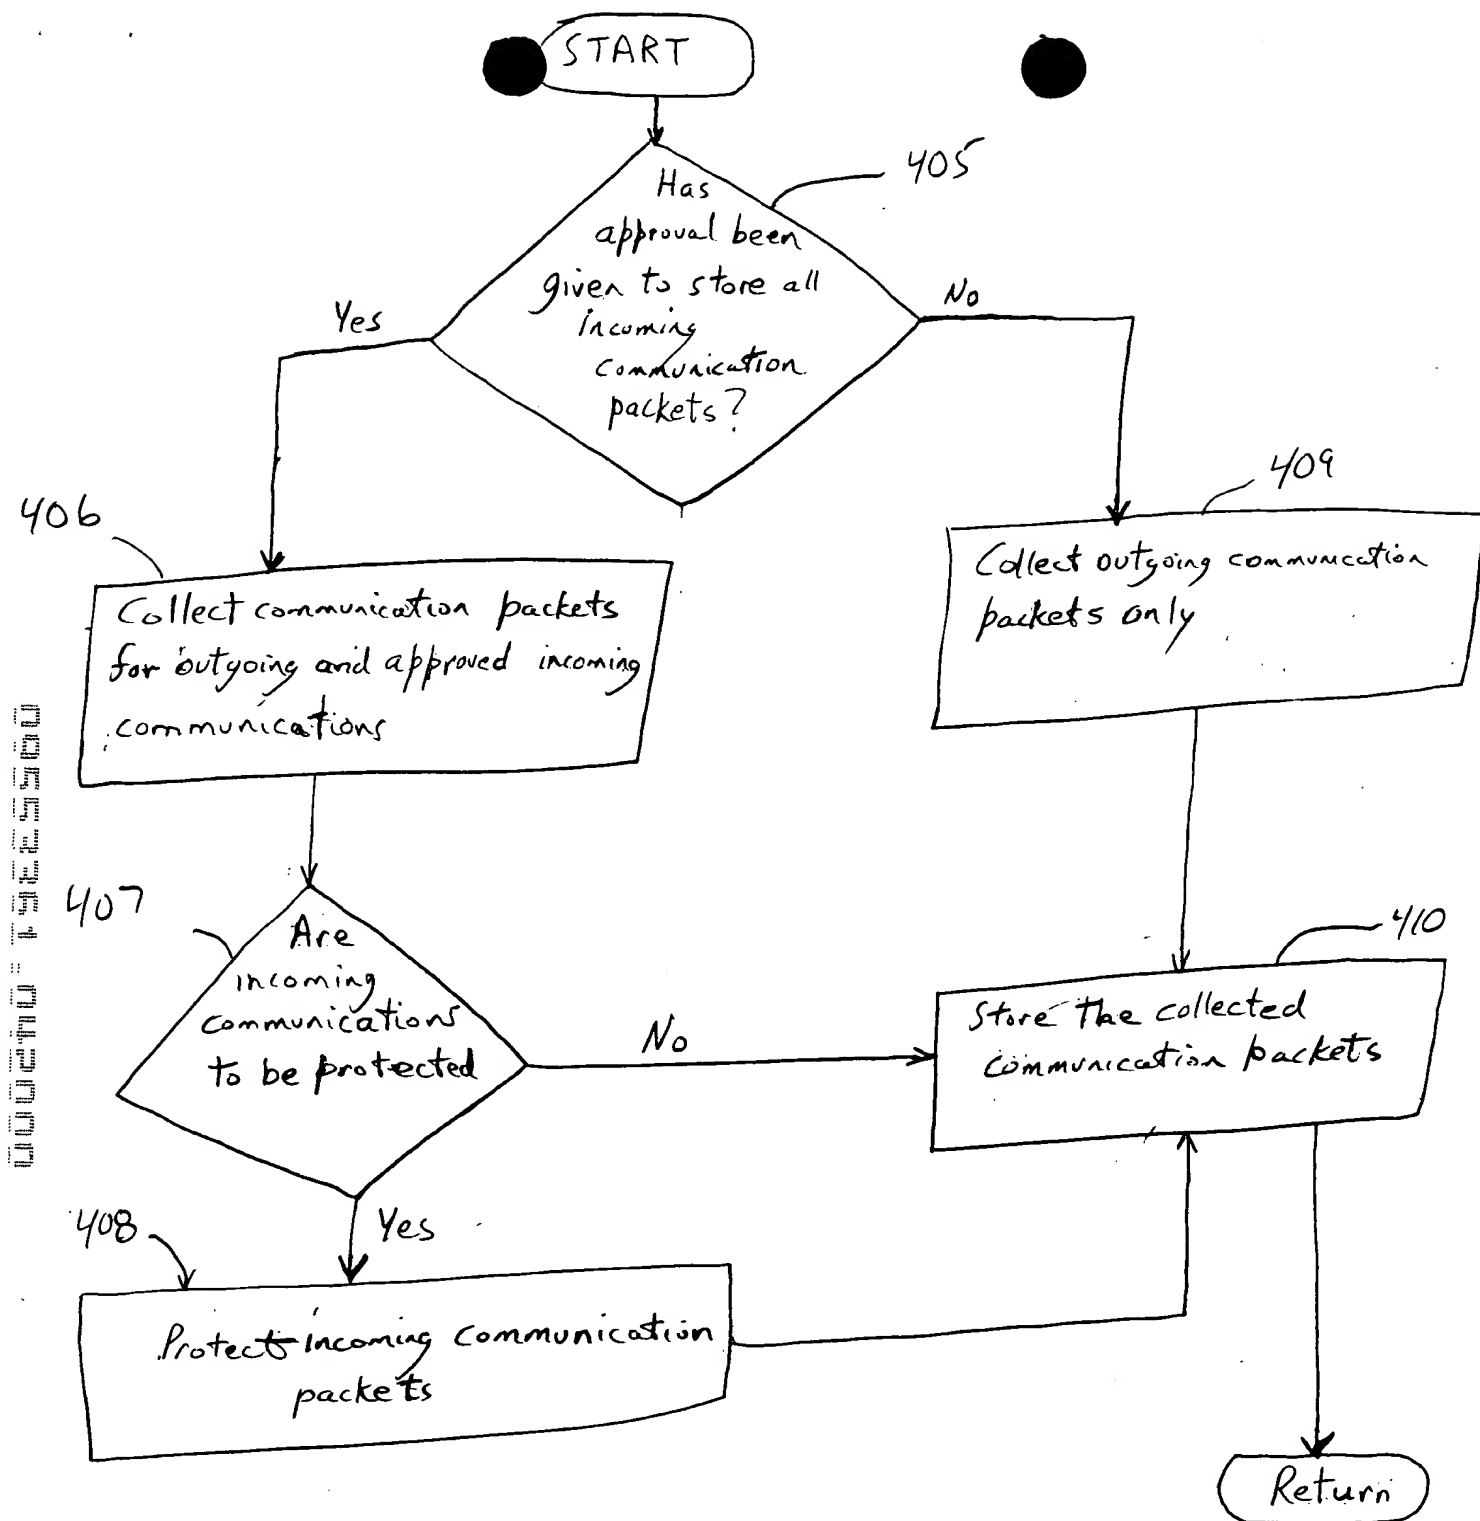 START
405
Has
approval been
given to store all
incoming
communication
packets?
Yes
No
406
409
Collect communication packets
for outgoing and approved incoming
communications
Collect outgoing communication
packets only
407
Are
incoming
communications
to be protected
No
410
Store the collected
communication packets
408
Yes
Protect incoming communication
packets
Return